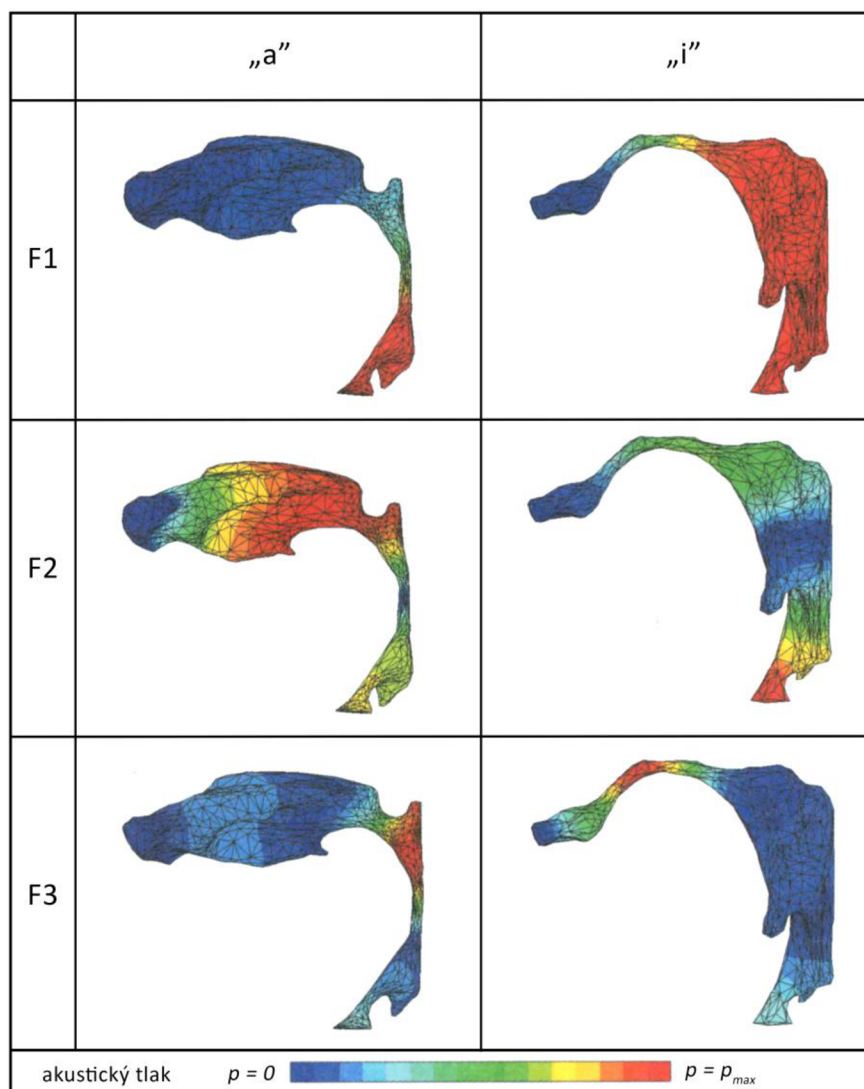 „a” „i”
F1
F2
F3
akustický tlak p = 0 p = pmax